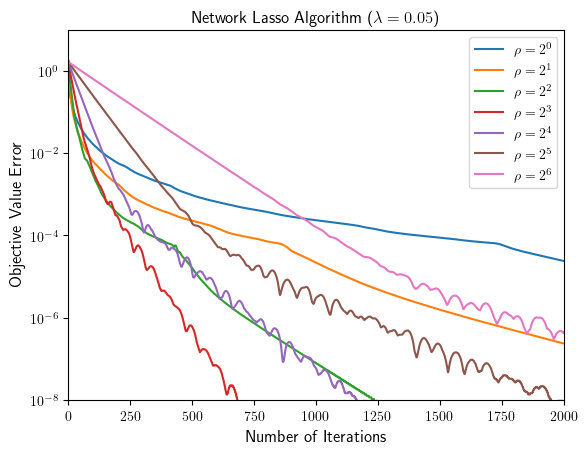 Network Lasso Algorithm (λ = 0.05)
Objective Value Error
10⁰
10⁻²
10⁻⁴
10⁻⁶
10⁻⁸
ρ = 2⁰
ρ = 2¹
ρ = 2²
ρ = 2³
ρ = 2⁴
ρ = 2⁵
ρ = 2⁶
0 250 500 750 1000 1250 1500 1750 2000
Number of Iterations